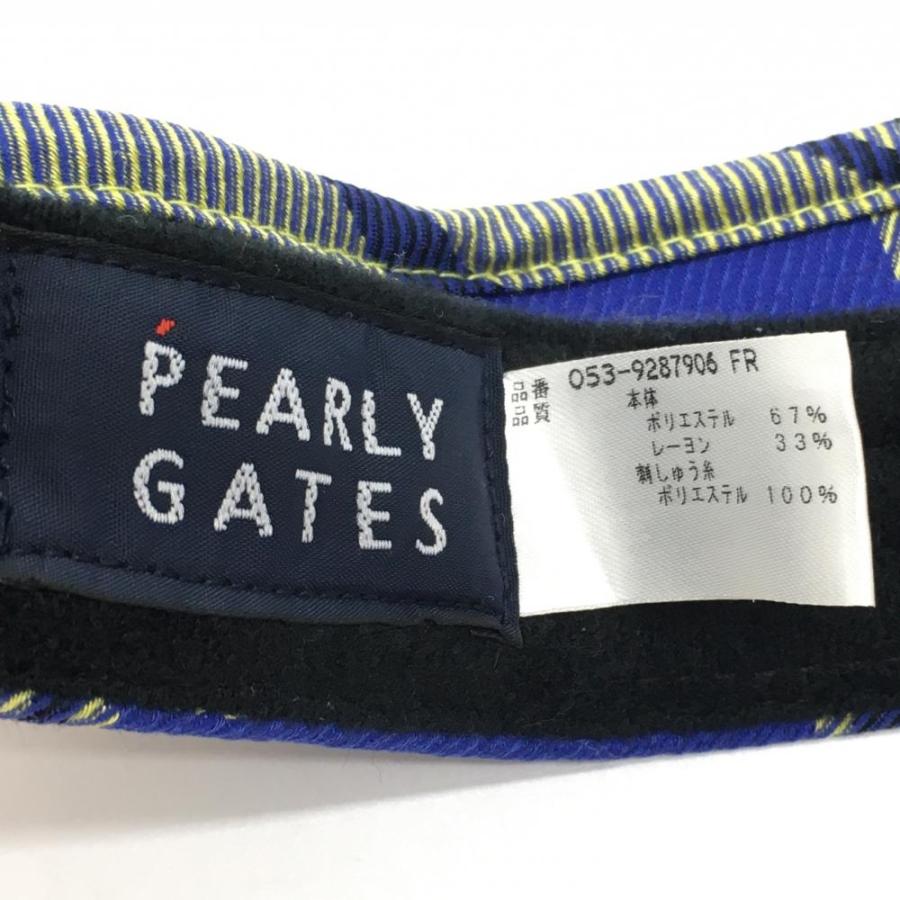 PEARLY
GATES
品番 053-9287906 FR
品質 本体
ポリエステル 67%
レーヨン 33%
刺しゅう糸
ポリエステル 100%